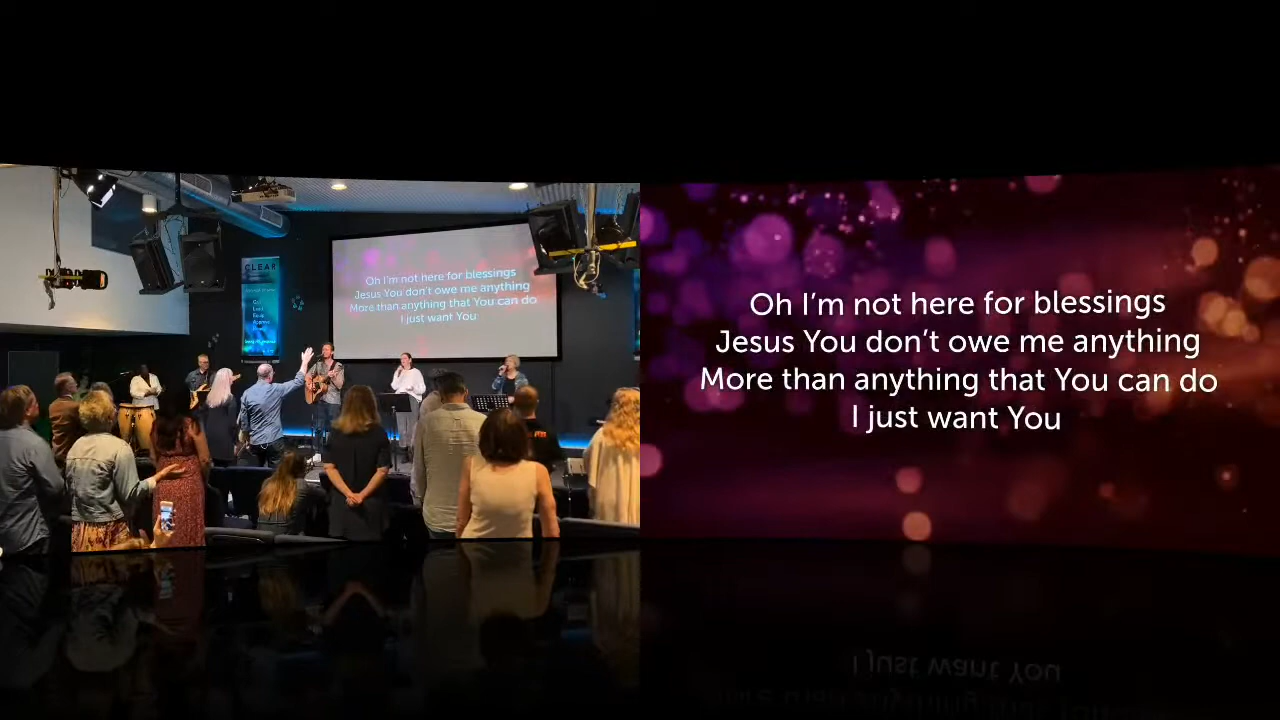 CLEAR
Oh I'm not here for blessings
Jesus You don't owe me anything
More than anything that You can do
I just want You
Oh I'm not here for blessings
Jesus You don't owe me anything
More than anything that You can do
I just want You
I just want You